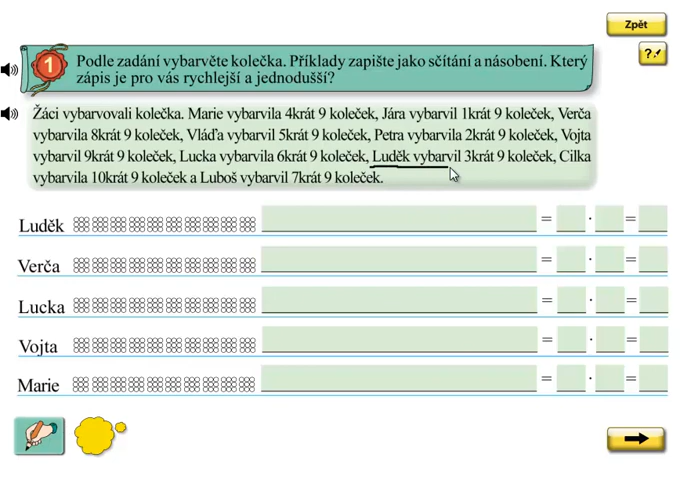 Zpět
1 Podle zadání vybarvěte kolečka. Příklady zapište jako sčítání a násobení. Který
zápis je pro vás rychlejší a jednodušší?
?
Žáci vybarvovali kolečka. Marie vybarvila 4krát 9 koleček, Jára vybarvil 1krát 9 koleček, Verča
vybarvila 8krát 9 koleček, Vláďa vybarvil 5krát 9 koleček, Petra vybarvila 2krát 9 koleček, Vojta
vybarvil 9krát 9 koleček, Lucka vybarvila 6krát 9 koleček, Luděk vybarvil 3krát 9 koleček, Cilka
vybarvila 10krát 9 koleček a Luboš vybarvil 7krát 9 koleček.
Luděk = · =
Verča = · =
Lucka = · =
Vojta = · =
Marie = · =